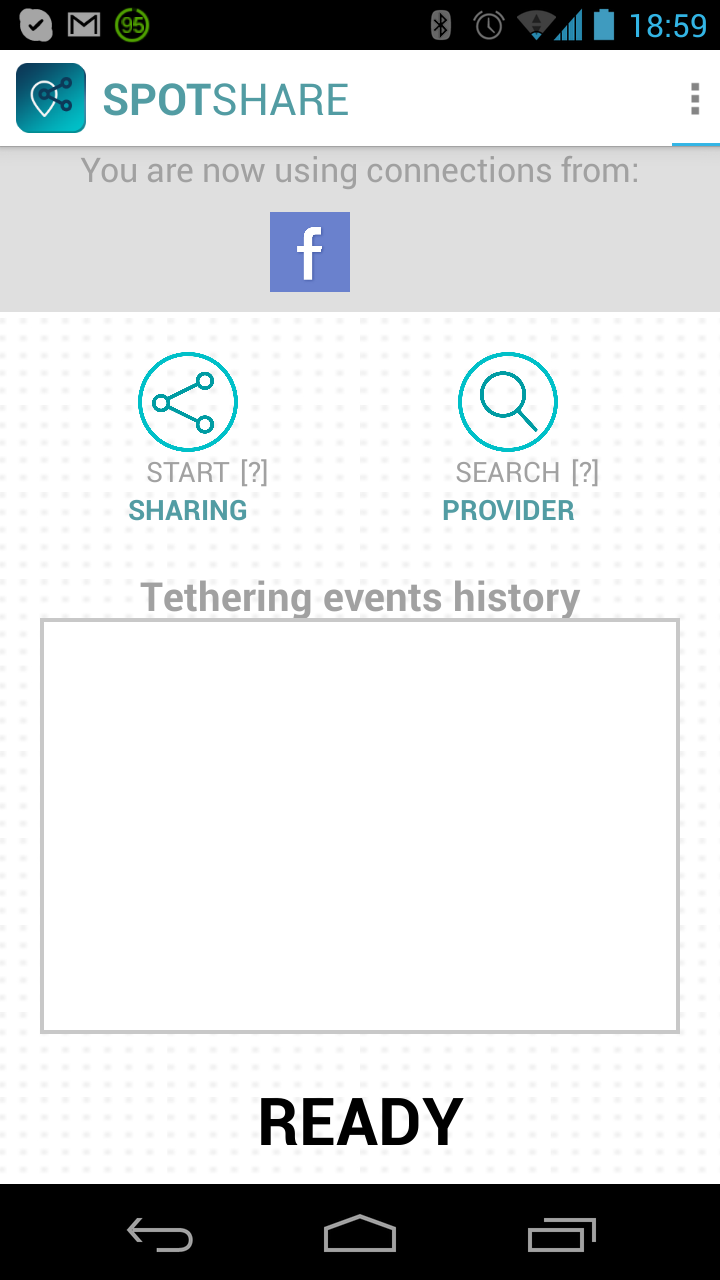 95
18:59
SPOTSHARE
You are now using connections from:
f
START [?]
SEARCH [?]
SHARING
PROVIDER
Tethering events history
READY